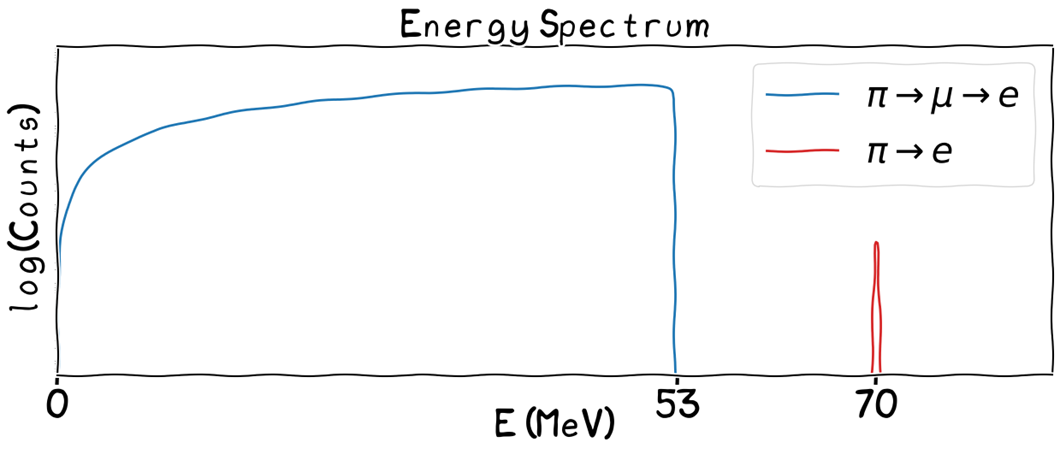 Energy Spectrum
log(Counts)
π → μ → e
π → e
0
53
70
E (MeV)